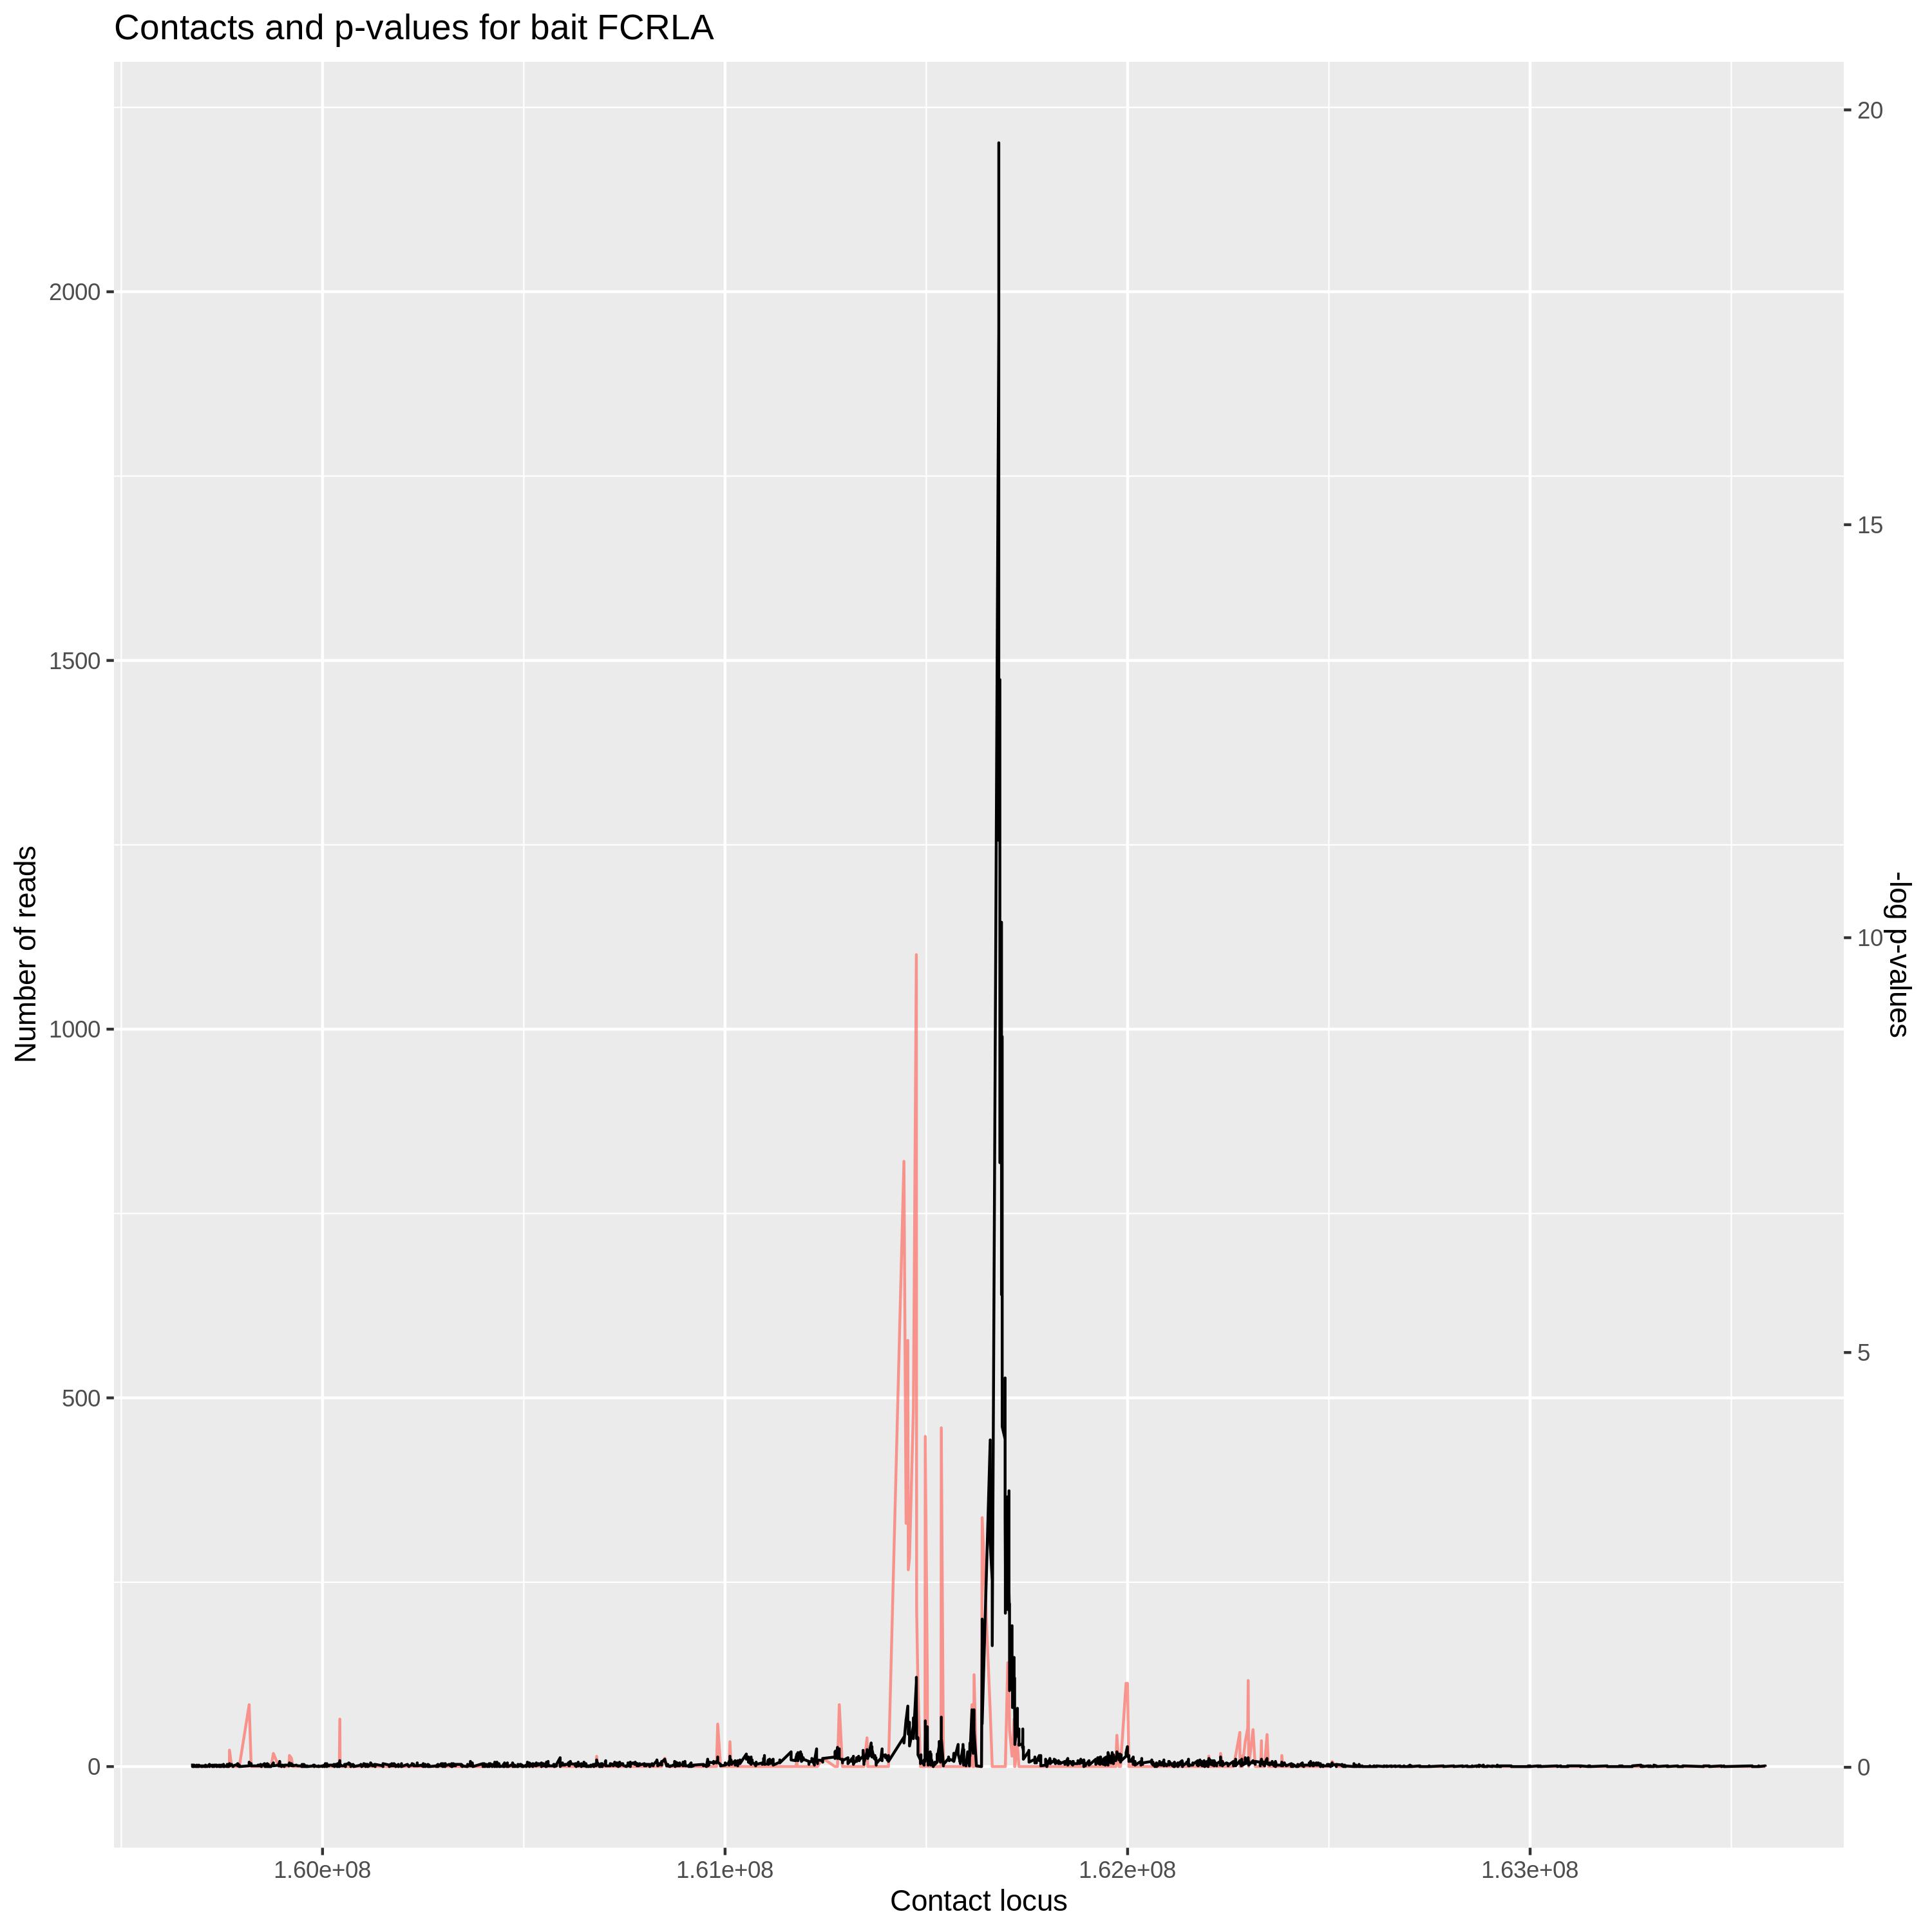 Contacts and p-values for bait FCRLA
Number of reads
2000
1500
1000
500
0
20
15
10
5
0
-log p-values
1.60e+08
1.61e+08
1.62e+08
1.63e+08
Contact locus